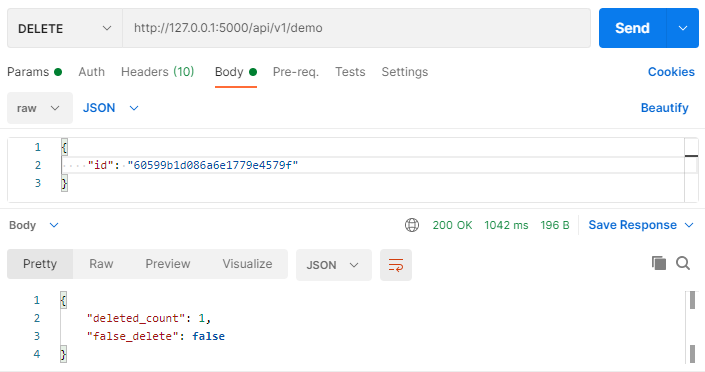 DELETE http://127.0.0.1:5000/api/v1/demo Send
Params Auth Headers (10) Body Pre-req. Tests Settings Cookies
raw JSON Beautify
1 {
2 "id": "60599b1d086a6e1779e4579f"
3 }
Body 200 OK 1042 ms 196 B Save Response
Pretty Raw Preview Visualize JSON
1 {
2 "deleted_count": 1,
3 "false_delete": false
4 }